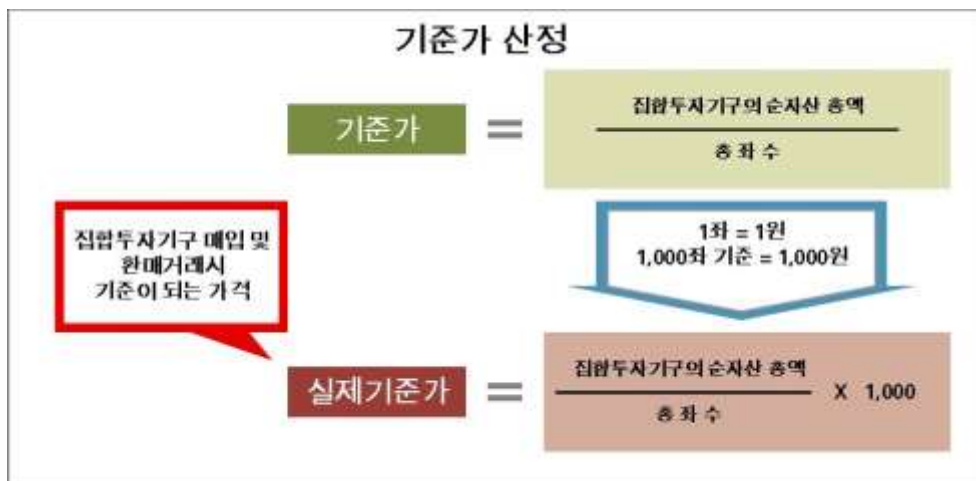 기준가 산정
기준가
=
집합투자기구의 순자산 총액
총 좌 수
1좌 = 1원
1,000좌 기준 = 1,000원
집합투자기구 매입 및
환매거래시
기준이 되는 가격
실제기준가
=
집합투자기구의 순자산 총액
총 좌 수
X 1,000